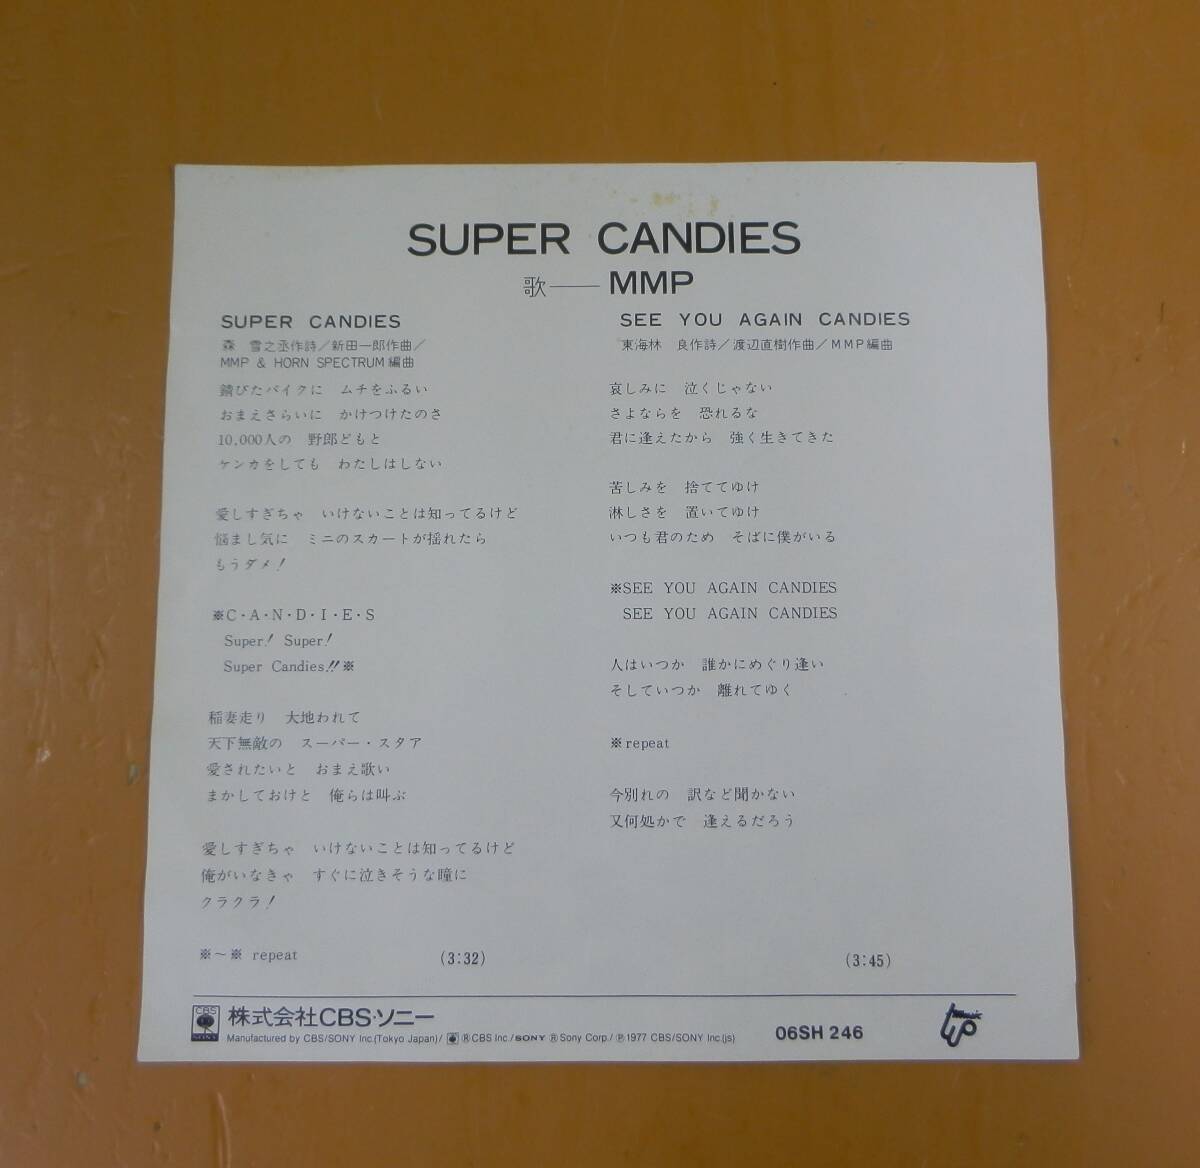 SUPER CANDIES
歌――MMP
SUPER CANDIES
森 雪之丞作詩／新田一郎作曲／
MMP & HORN SPECTRUM編曲
錆びたバイクに ムチをふるい
おまえさらいに かけつけたのさ
10,000人の 野郎どもと
ケンカをしても わたしはしない
愛しすぎちゃ いけないことは知ってるけど
悩まし気に ミニのスカートが揺れたら
もうダメ！
※C・A・N・D・I・E・S
Super! Super!
Super Candies!!※
稲妻走り 大地われて
天下無敵の スーパー・スタア
愛されたいと おまえ歌い
まかしておけと 俺らは叫ぶ
愛しすぎちゃ いけないことは知ってるけど
俺がいなきゃ すぐに泣きそうな瞳に
クラクラ！
※～※ repeat (3:32)
SEE YOU AGAIN CANDIES
東海林 良作詩／渡辺直樹作曲／MMP編曲
哀しみに 泣くじゃない
さよならを 恐れるな
君に逢えたから 強く生きてきた
苦しみを 捨ててゆけ
淋しさを 置いてゆけ
いつも君のため そばに僕がいる
※SEE YOU AGAIN CANDIES
SEE YOU AGAIN CANDIES
人はいつか 誰かにめぐり逢い
そしていつか 離れてゆく
※repeat
今別れの 訳など聞かない
又何処かで 逢えるだろう
(3:45)
CBS
SONY
株式会社CBS・ソニー
Manufactured by CBS/SONY Inc.(Tokyo Japan)/ ⓇCBS Inc./SONY ⓇSony Corp./Ⓟ1977 CBS/SONY Inc.(js)
06SH 246
music